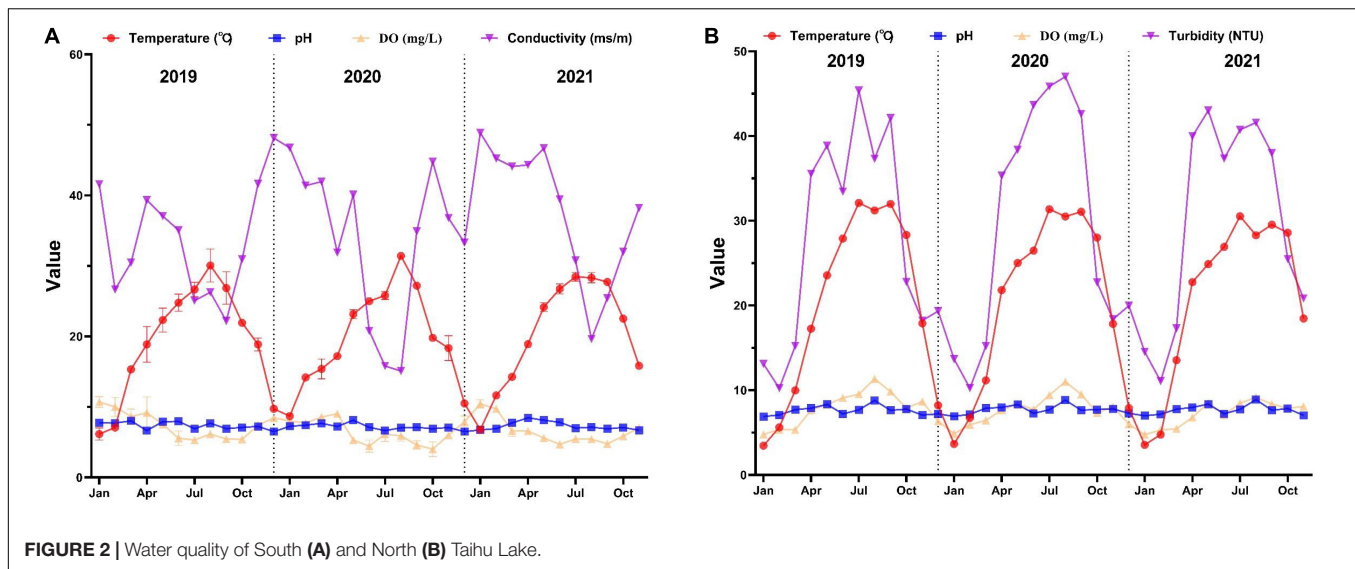 A
Temperature (℃) pH DO (mg/L) Conductivity (ms/m)
60
40
20
0
Value
2019 2020 2021
Jan Apr Jul Oct Jan Apr Jul Oct Jan Apr Jul Oct
B
Temperature (℃) pH DO (mg/L) Turbidity (NTU)
50
40
30
20
10
0
Value
2019 2020 2021
Jan Apr Jul Oct Jan Apr Jul Oct Jan Apr Jul Oct
FIGURE 2 | Water quality of South (A) and North (B) Taihu Lake.